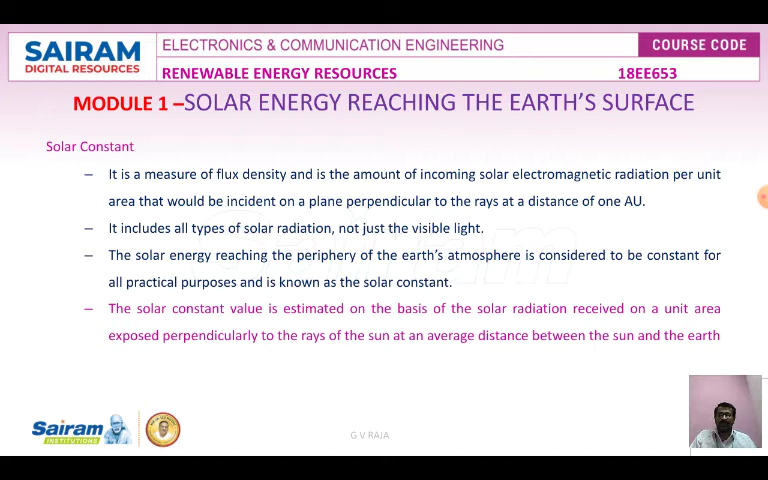 SAIRAM
DIGITAL RESOURCES
ELECTRONICS & COMMUNICATION ENGINEERING
COURSE CODE
RENEWABLE ENERGY RESOURCES
18EE653
MODULE 1 –SOLAR ENERGY REACHING THE EARTH'S SURFACE
Solar Constant
– It is a measure of flux density and is the amount of incoming solar electromagnetic radiation per unit
area that would be incident on a plane perpendicular to the rays at a distance of one AU.
– It includes all types of solar radiation, not just the visible light.
– The solar energy reaching the periphery of the earth's atmosphere is considered to be constant for
all practical purposes and is known as the solar constant.
– The solar constant value is estimated on the basis of the solar radiation received on a unit area
exposed perpendicularly to the rays of the sun at an average distance between the sun and the earth
Sairam
Sairam
INSTITUTIONS
G V RAJA